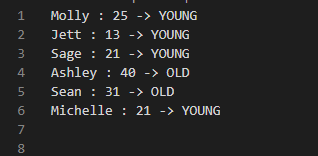 1 Molly : 25 -> YOUNG
2 Jett : 13 -> YOUNG
3 Sage : 21 -> YOUNG
4 Ashley : 40 -> OLD
5 Sean : 31 -> OLD
6 Michelle : 21 -> YOUNG
7
8